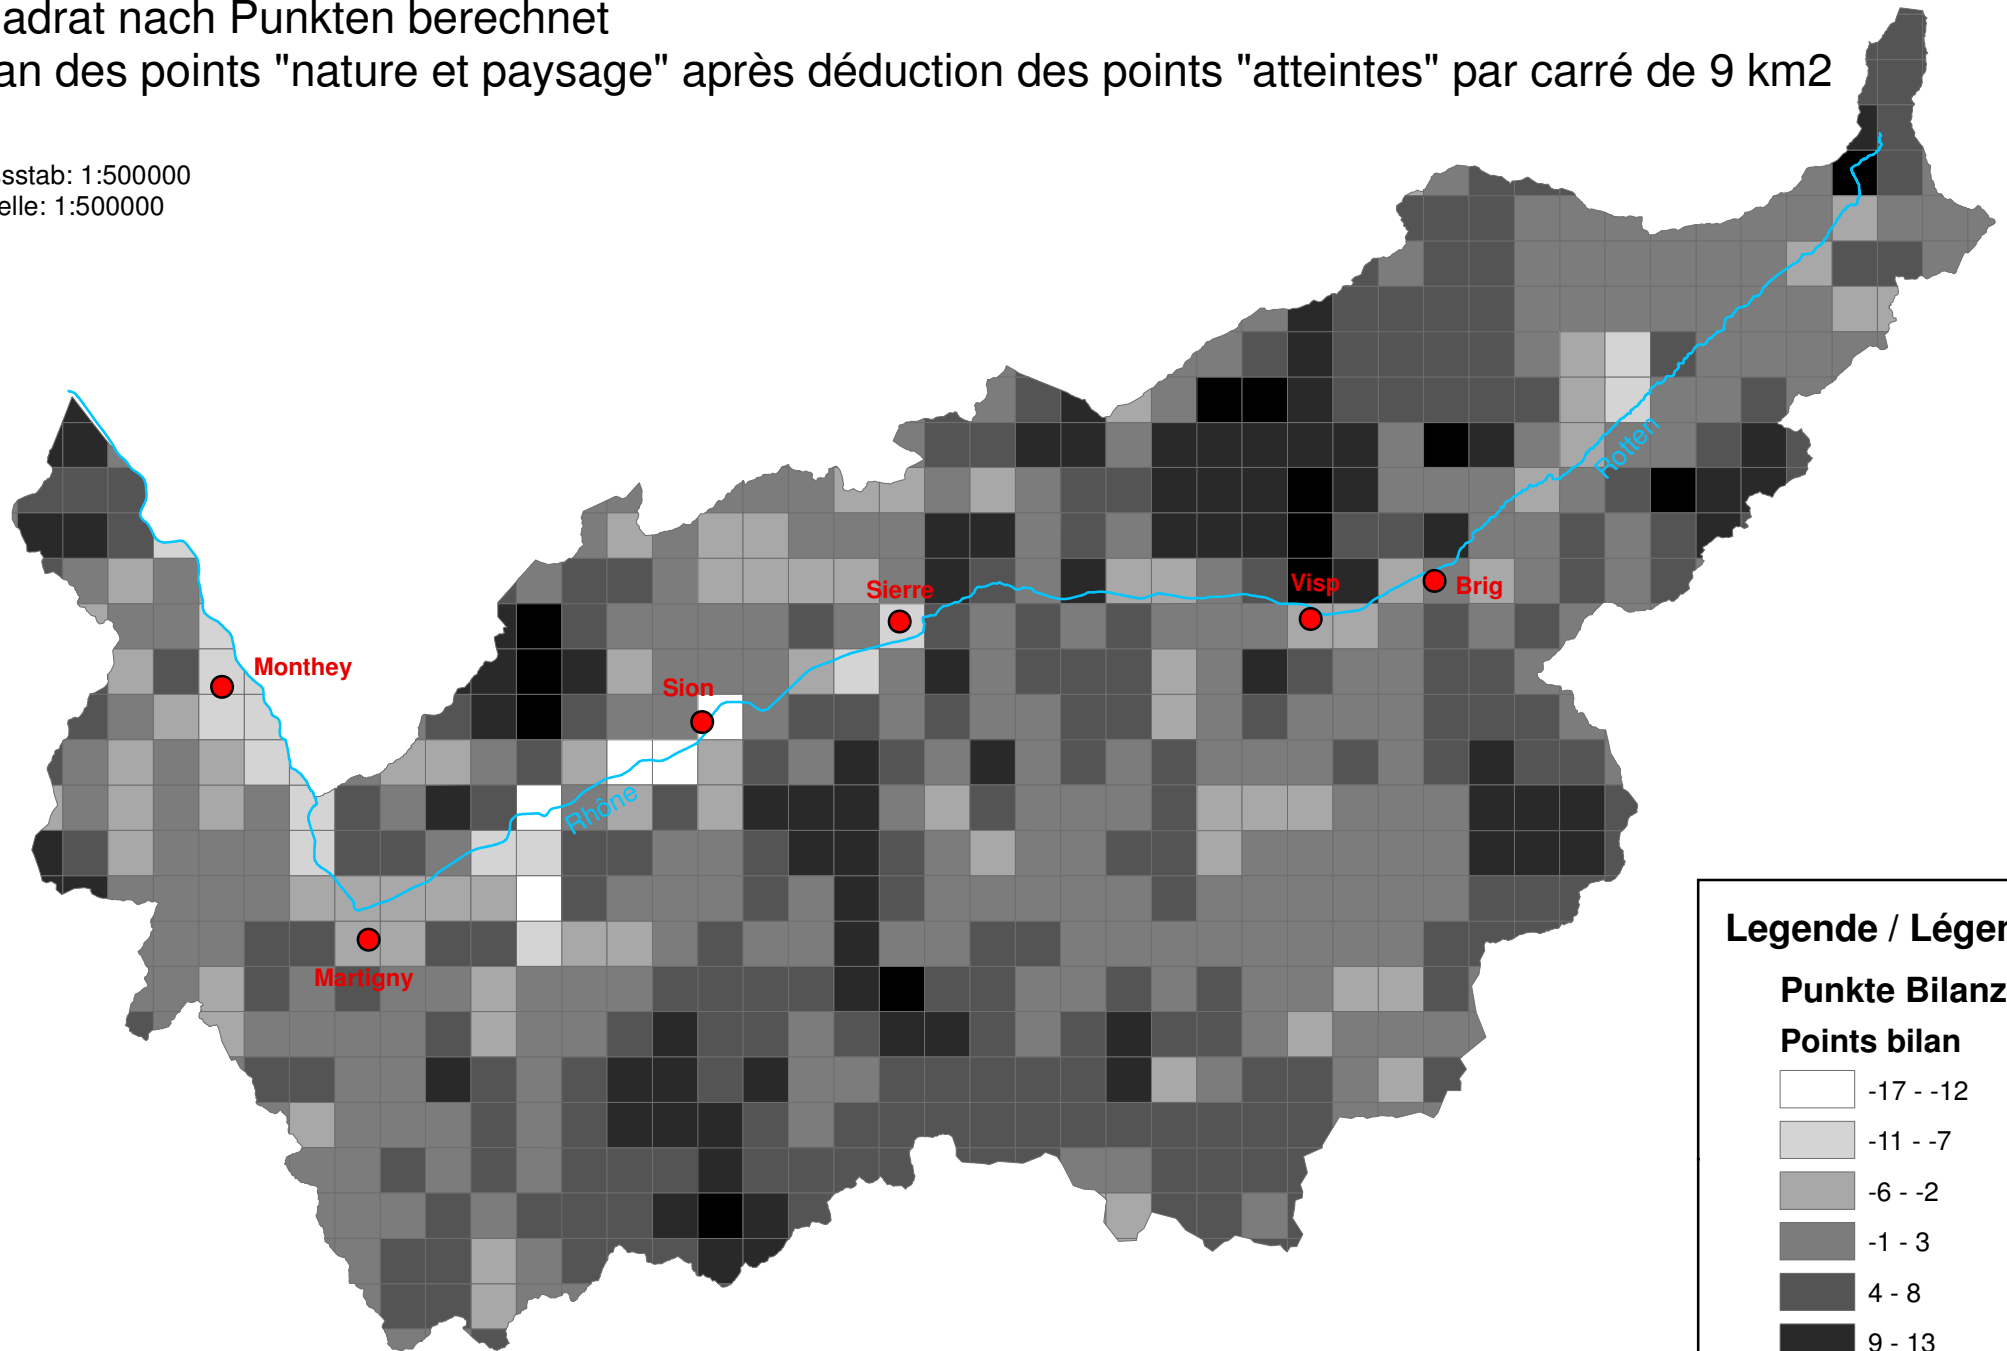 adrat nach Punkten berechnet
an des points "nature et paysage" après déduction des points "atteintes" par carré de 9 km2
ssstab: 1:500000
elle: 1:500000
Rotten
Visp
Brig
Sierre
Monthey
Sion
Rhône
Martigny
Legende / Léger
Punkte Bilanz
Points bilan
-17 - -12
-11 - -7
-6 - -2
-1 - 3
4 - 8
9 - 13